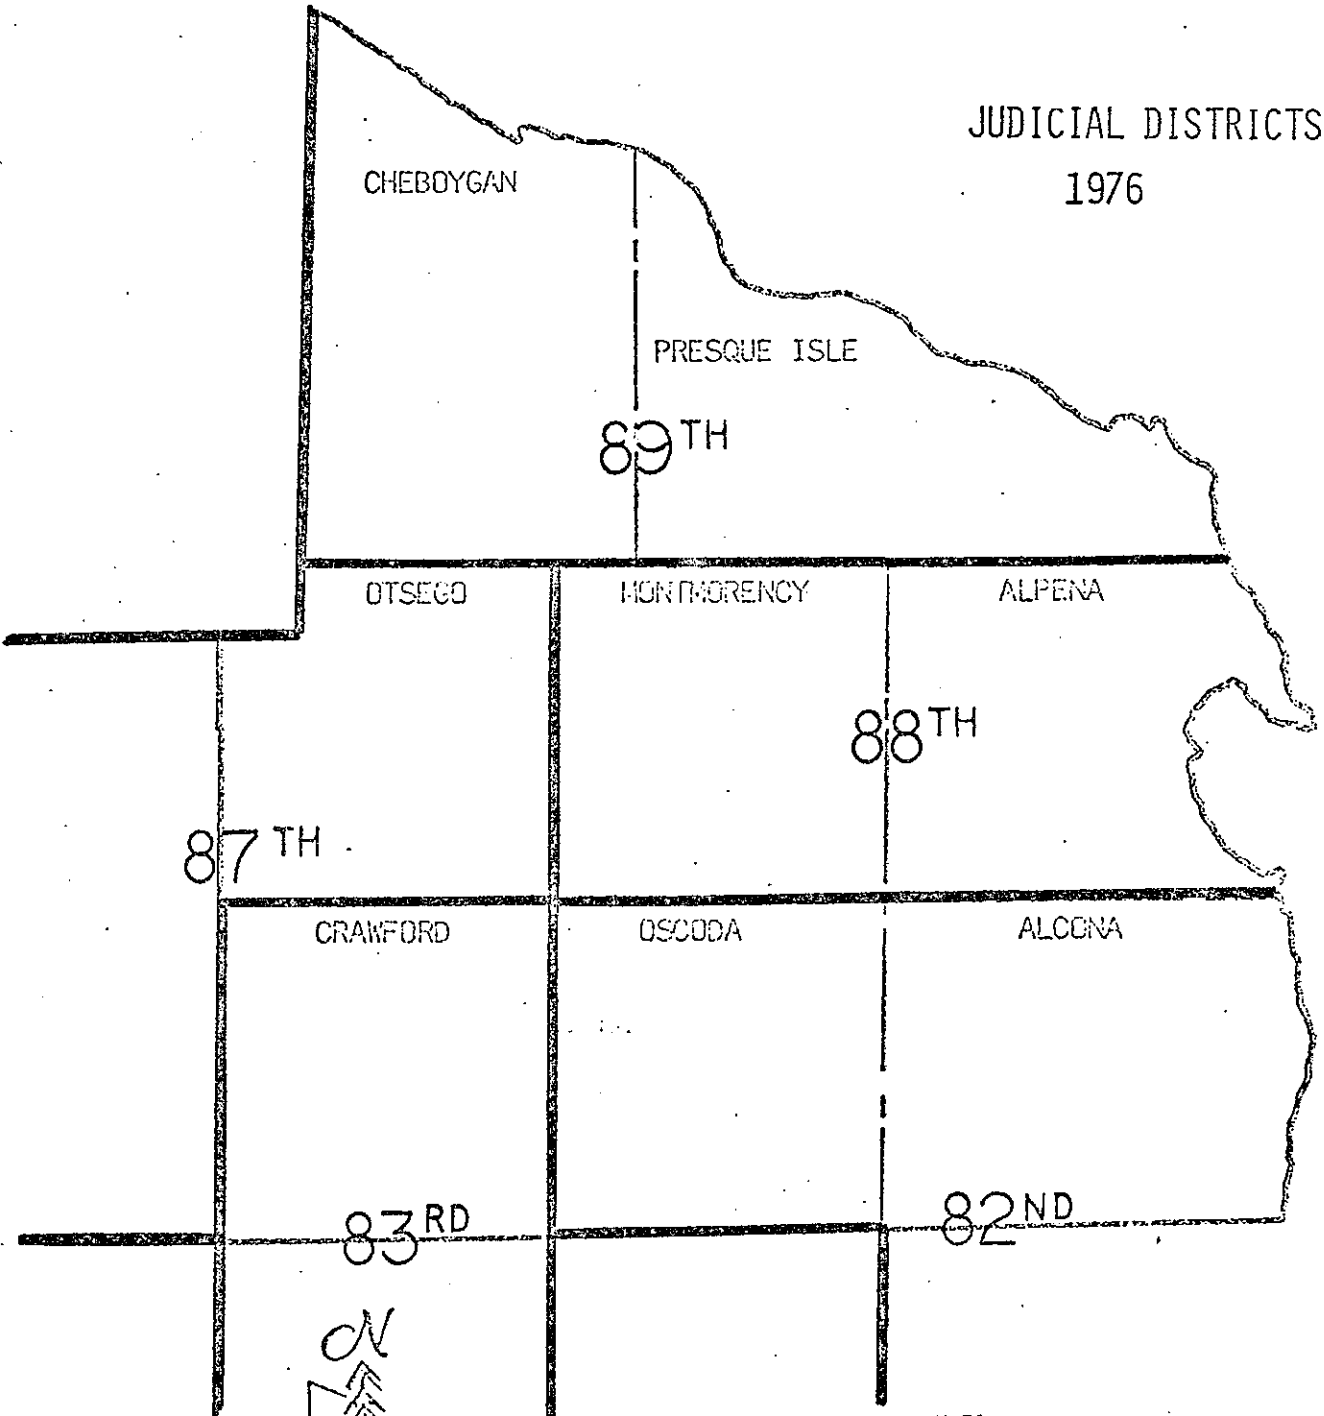 JUDICIAL DISTRICTS
1976
CHEBOYGAN
PRESQUE ISLE
89TH
OTSEGO
MONTMORENCY
ALPENA
88TH
87TH
CRAWFORD
OSCODA
ALCONA
83RD
82ND
N